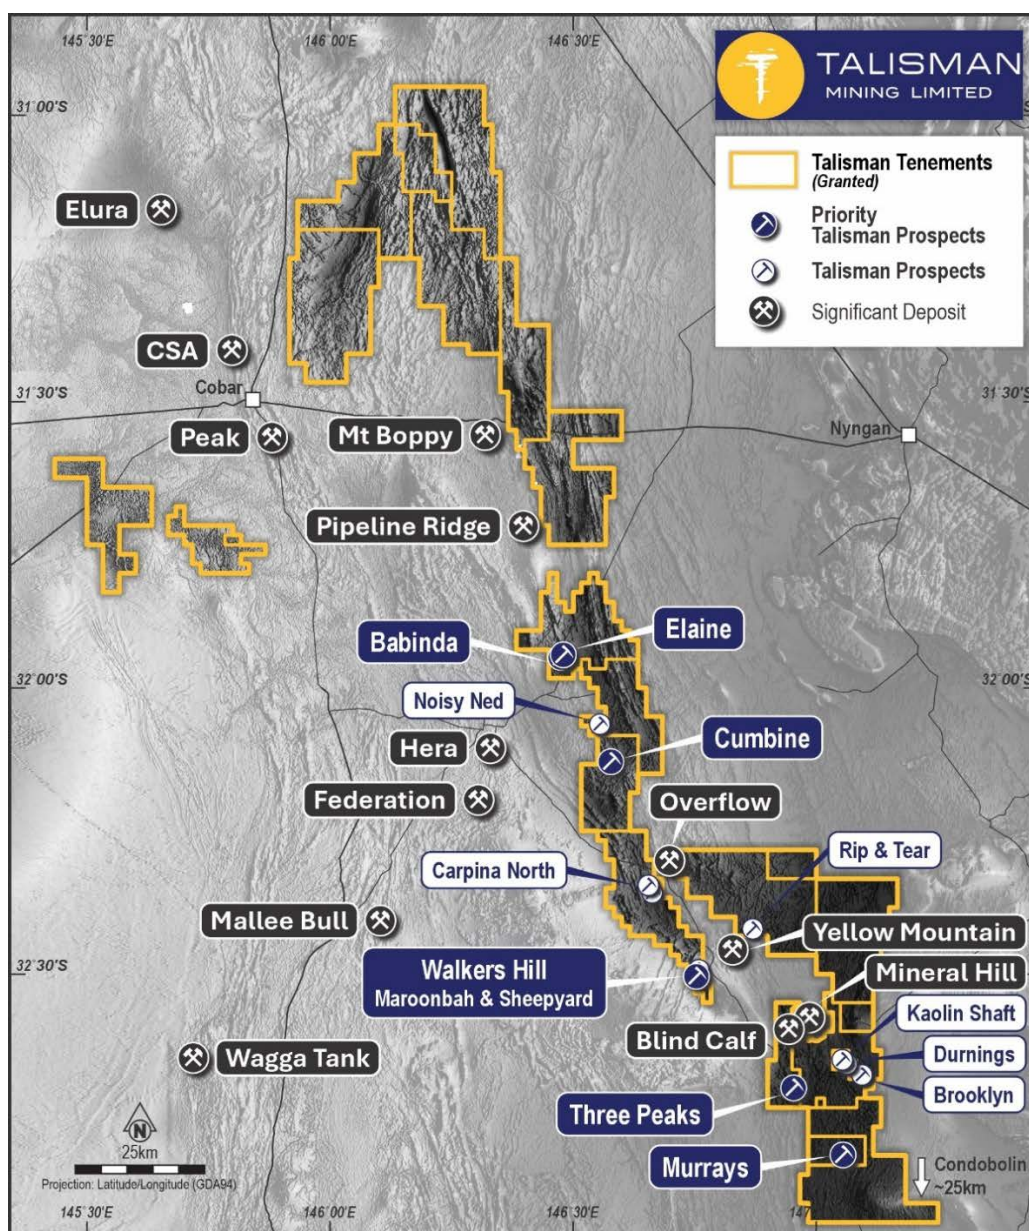 145°30'E
146°00'E
146°30'E
TALISMAN
MINING LIMITED
31°00'S
31°00'S
Talisman Tenements
(Granted)
Priority
Talisman Prospects
Talisman Prospects
Significant Deposit
Elura
CSA
Cobar
31°30'S
31°30'S
Peak
Mt Boppy
Nyngan
Pipeline Ridge
Elaine
Babinda
32°00'S
32°00'S
Noisy Ned
Cumbine
Hera
Federation
Overflow
Rip & Tear
Carpina North
Mallee Bull
Yellow Mountain
32°30'S
Walkers Hill
Maroonbah & Sheepyard
Mineral Hill
Kaolin Shaft
Blind Calf
Durnings
Wagga Tank
Brooklyn
Three Peaks
N
25km
Projection: Latitude/Longitude (GDA94)
Murrays
Condobolin
~25km
145°30'E
146°00'E
146°30'E